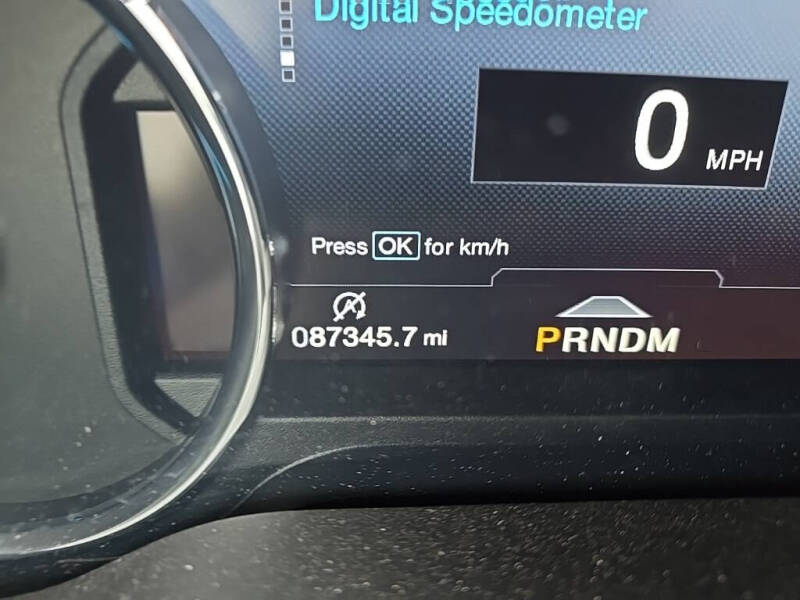 Digital Speedometer
0 MPH
Press OK for km/h
A
087345.7 mi
PRNDM